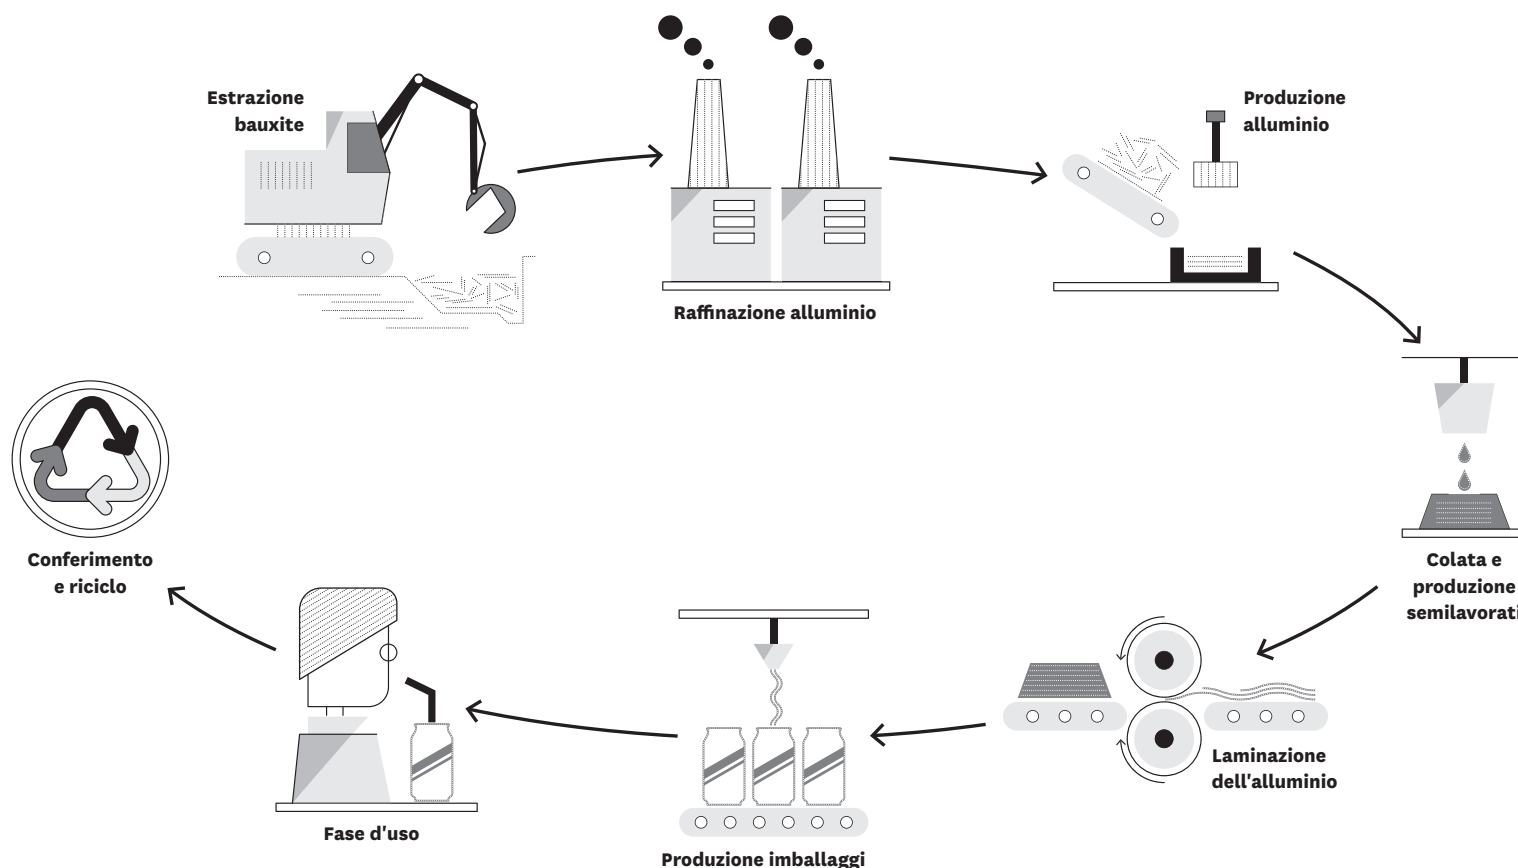 Estrazione
bauxite
Raffinazione alluminio
Produzione
alluminio
Colata e
produzione
semilavorati
Laminazione
dell'alluminio
Produzione imballaggi
Fase d'uso
Conferimento
e riciclo